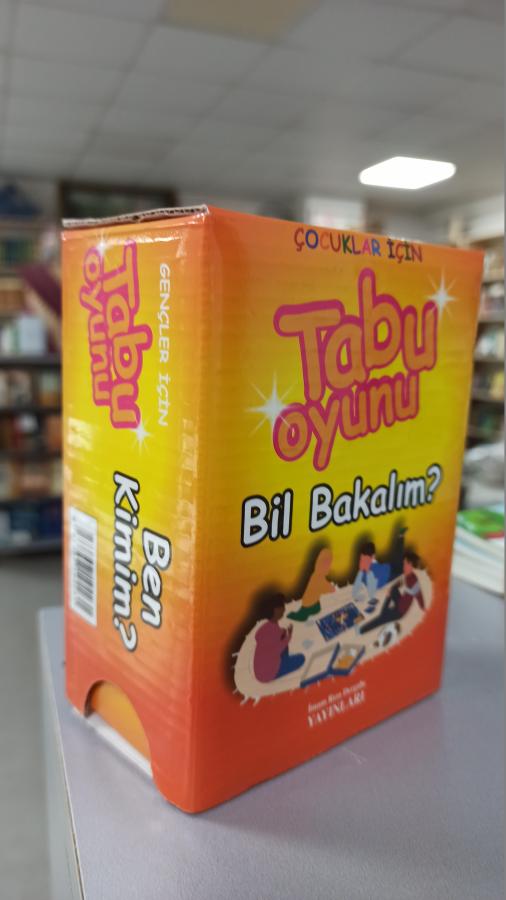 ÇOCUKLAR İÇİN
Tabu
oyunu
Bil Bakalım?
YAYINLARI
GENÇLER İÇİN
Tabu
oyunu
Ben
Kimim?